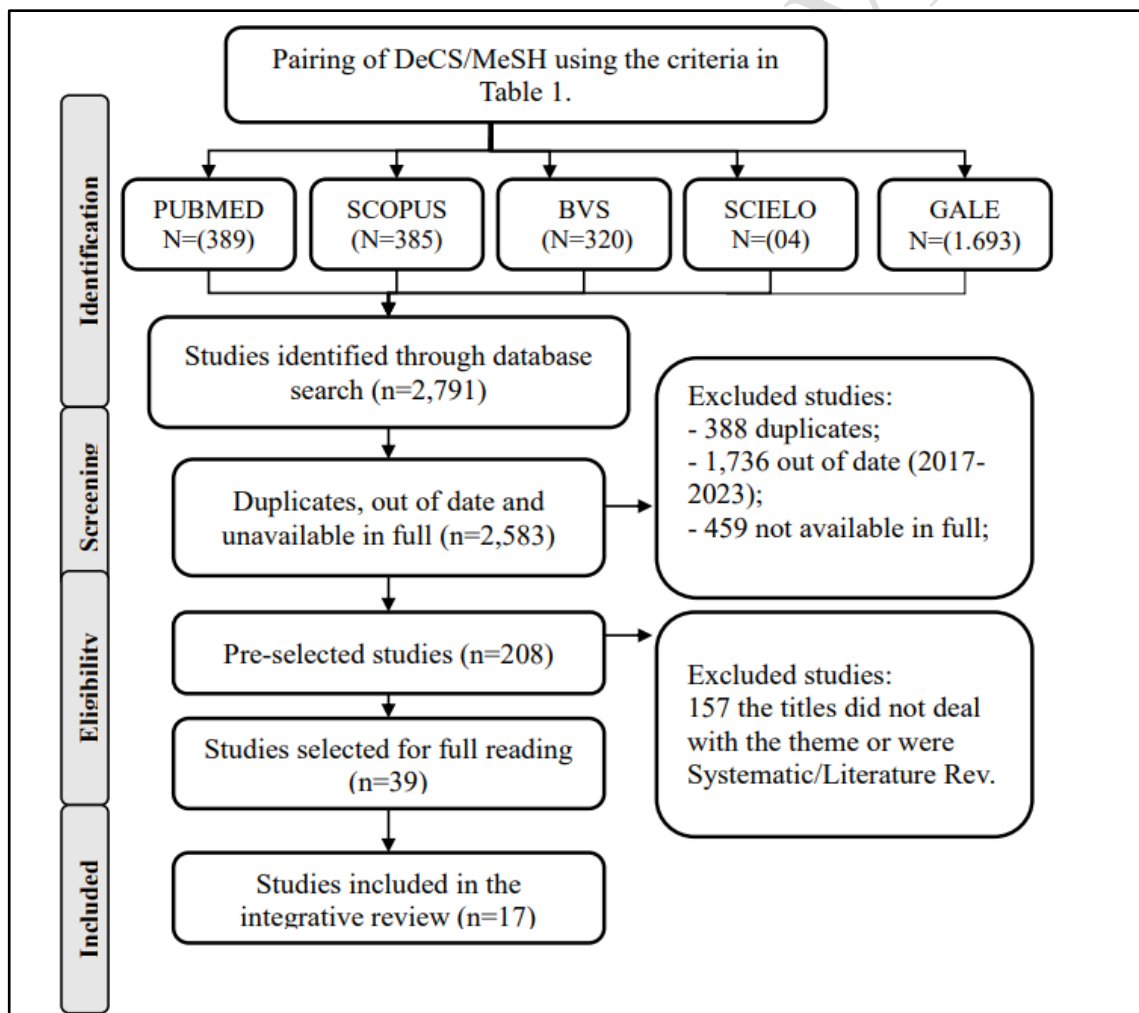 Pairing of DeCS/MeSH using the criteria in
Table 1.
Identification
PUBMED
N=(389)
SCOPUS
(N=385)
BVS
(N=320)
SCIELO
N=(04)
GALE
N=(1.693)
Studies identified through database
search (n=2,791)
Screening
Duplicates, out of date and
unavailable in full (n=2,583)
Excluded studies:
- 388 duplicates;
- 1,736 out of date (2017-
2023);
- 459 not available in full;
Eligibility
Pre-selected studies (n=208)
Excluded studies:
157 the titles did not deal
with the theme or were
Systematic/Literature Rev.
Studies selected for full reading
(n=39)
Included
Studies included in the
integrative review (n=17)